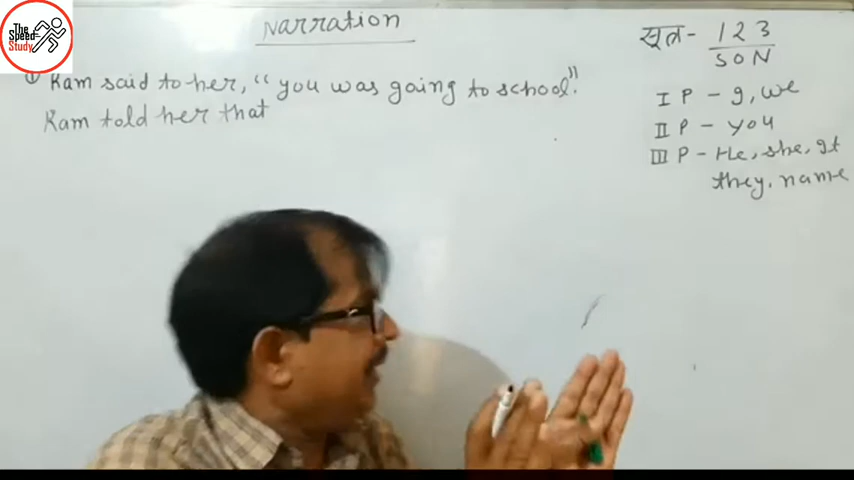 The
Speed
Study
Narration
① Ram said to her, “you was going to school”.
Ram told her that
सूत्र- 1 2 3
S O N
I P - I, we
II P - you
III P - He, she, It
they, name